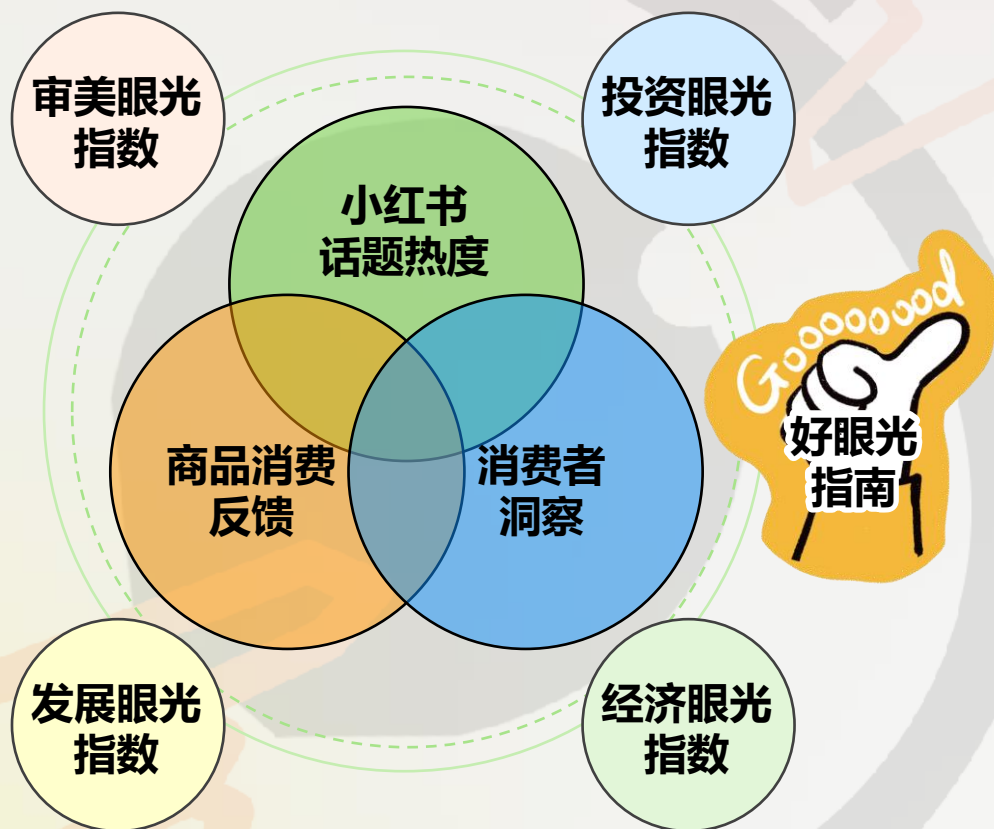 审美眼光
指数
投资眼光
指数
小红书
话题热度
Goooooood
好眼光
指南
商品消费
反馈
消费者
洞察
发展眼光
指数
经济眼光
指数